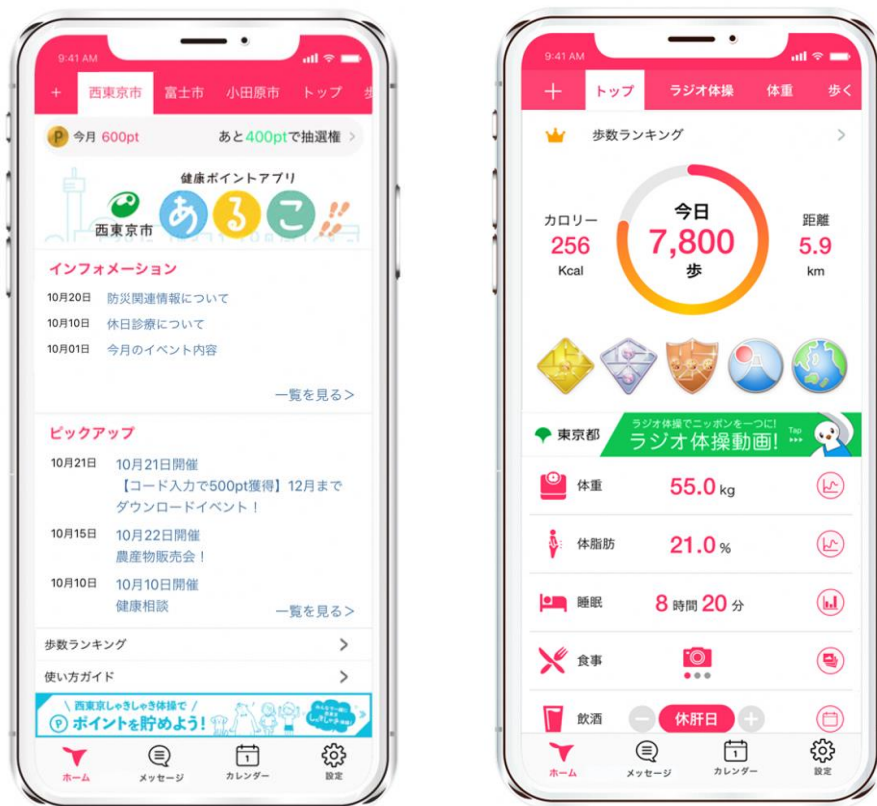 9:41 AM
+ 西東京市 富士市 小田原市 トップ
P 今月 600pt あと400ptで抽選権 >
健康ポイントアプリ
西東京市 あるこ
インフォメーション
10月20日 防災関連情報について
10月10日 休日診療について
10月01日 今月のイベント内容
一覧を見る>
ピックアップ
10月21日 10月21日開催
【コード入力で500pt獲得】12月まで
ダウンロードイベント！
10月15日 10月22日開催
農産物販売会！
10月10日 10月10日開催
健康相談
一覧を見る>
歩数ランキング >
使い方ガイド >
\ 西東京しゃきしゃき体操で /
P ポイントを貯めよう!
ホーム メッセージ カレンダー 設定
9:41 AM
+ トップ ラジオ体操 体重 歩く
歩数ランキング >
カロリー
256
Kcal
今日
7,800
歩
距離
5.9
km
東京都
ラジオ体操でニッポンを一つに!
ラジオ体操動画!
Tap
体重 55.0 kg
体脂肪 21.0 %
睡眠 8 時間 20 分
食事
飲酒 − 休肝日 +
ホーム メッセージ カレンダー 設定